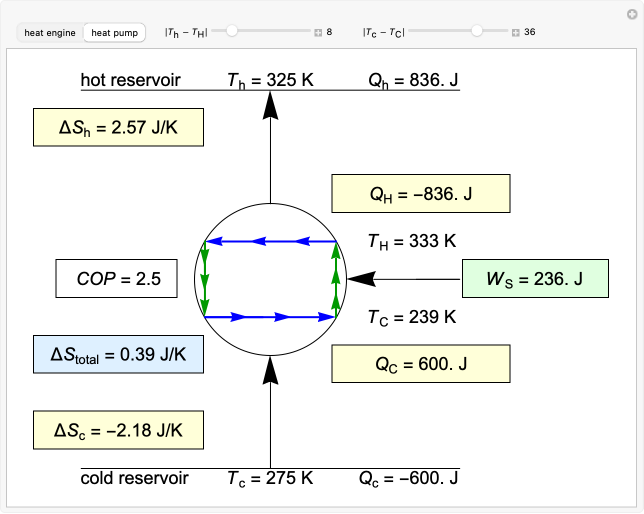 heat engine heat pump |Th − TH| 8 |Tc − TC| 36
hot reservoir Th = 325 K Qh = 836. J
ΔSh = 2.57 J/K
QH = −836. J
TH = 333 K
COP = 2.5
WS = 236. J
TC = 239 K
ΔStotal = 0.39 J/K
QC = 600. J
ΔSc = −2.18 J/K
cold reservoir Tc = 275 K Qc = −600. J